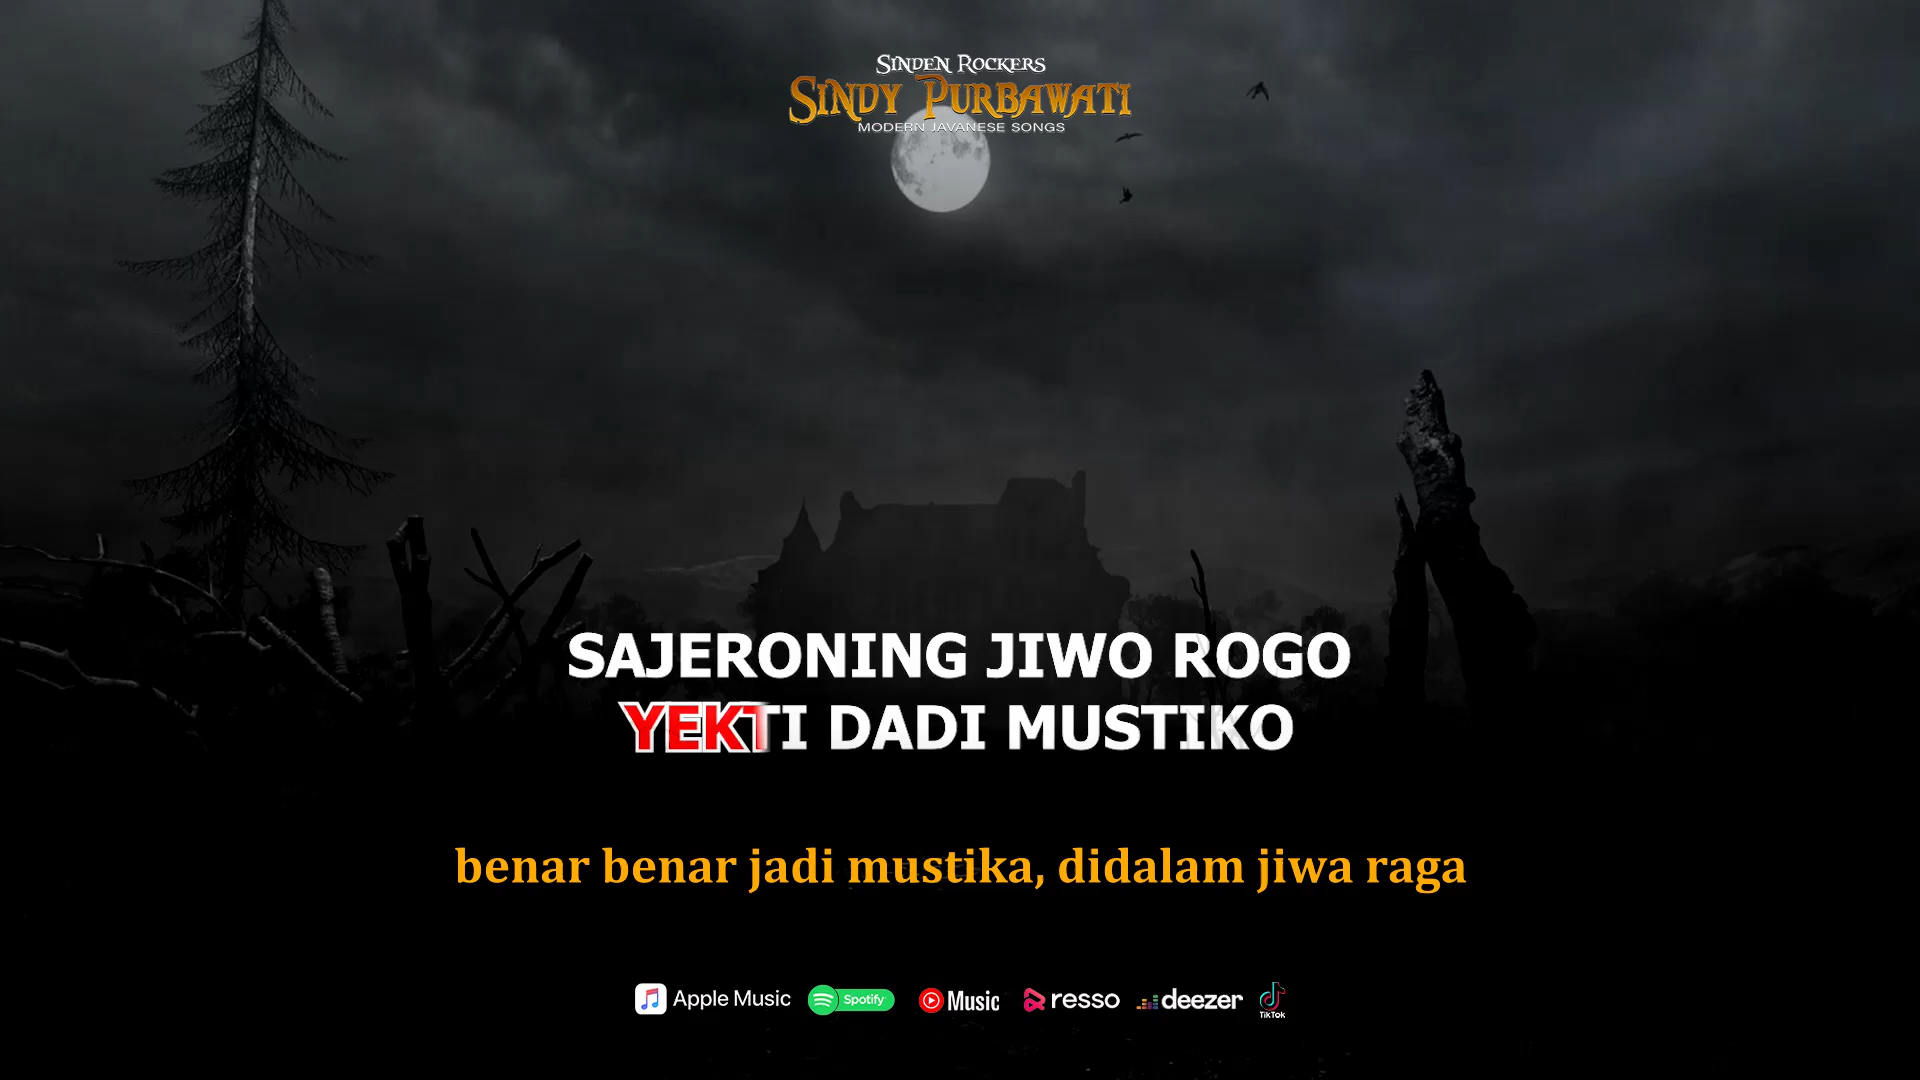 SINDEN ROCKERS
SINDY PURBAWATI
MODERN JAVANESE SONGS
SAJERONING JIWO ROGO
YEKTI DADI MUSTIKO
benar benar jadi mustika, didalam jiwa raga
Apple Music Spotify Music resso deezer TikTok